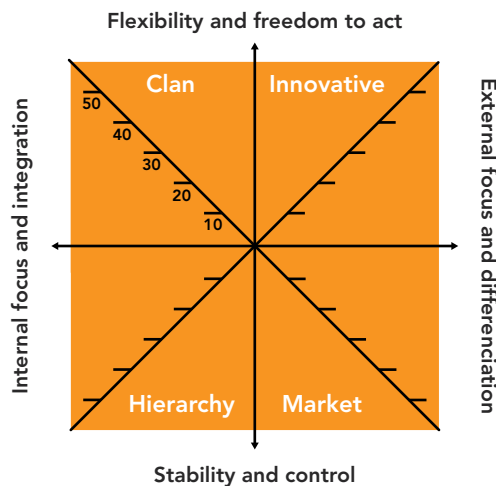 Flexibility and freedom to act
Clan
Innovative
50
40
30
20
10
Internal focus and integration
External focus and differenciation
Hierarchy
Market
Stability and control